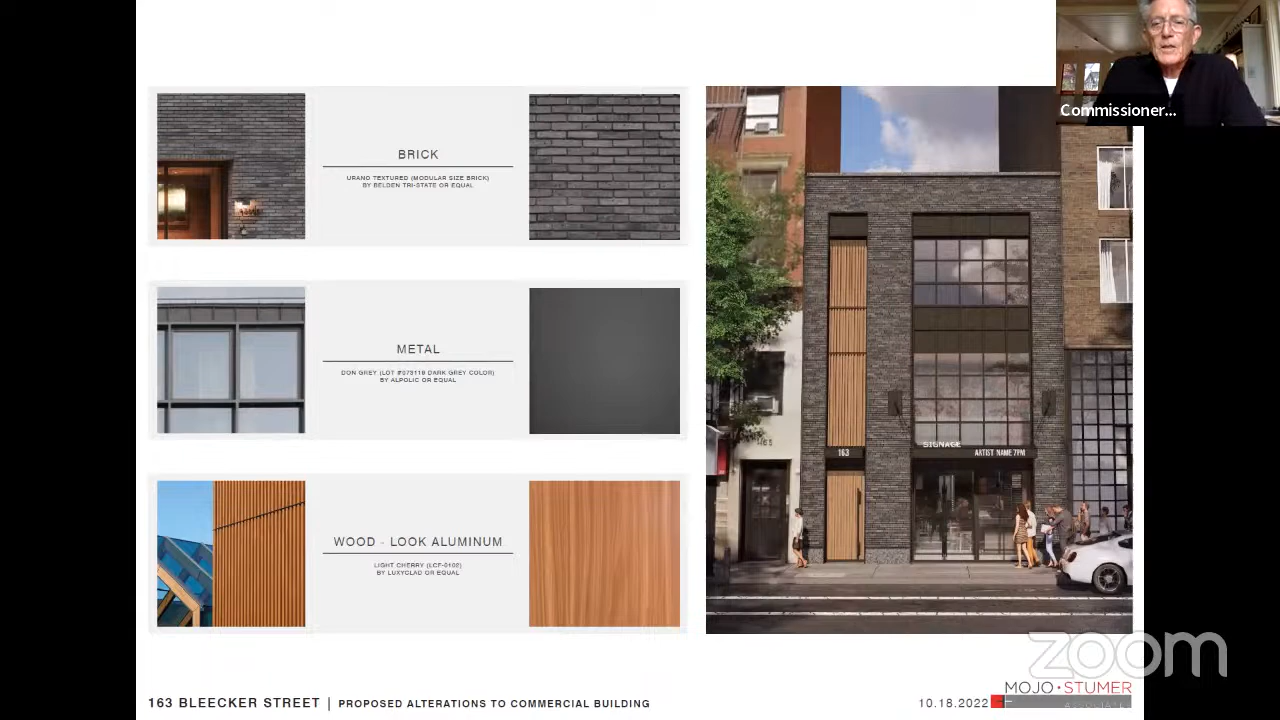 Commissioner...
BRICK
URANO TEXTURED (MODULAR SIZE BRICK)
BY BELDEN TRI-STATE OR EQUAL
METAL
DON GREY (LOT #073119 DARK GREY COLOR)
BY ALPOLIC OR EQUAL
WOOD - LOOK ALUMINUM
LIGHT CHERRY (LCF-0102)
BY LUXYCLAD OR EQUAL
SIGNAGE
163
ARTIST NAME 7PM
zoom
MOJO • STUMER
ASSOCIATES
163 BLEECKER STREET | PROPOSED ALTERATIONS TO COMMERCIAL BUILDING
10.18.2022